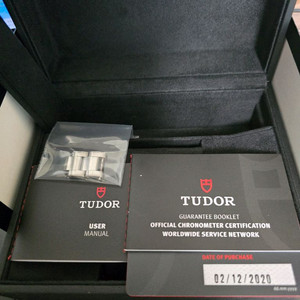 TUDOR
USER
MANUAL
TUDOR
GUARANTEE BOOKLET
OFFICIAL CHRONOMETER CERTIFICATION
WORLDWIDE SERVICE NETWORK
DATE OF PURCHASE
02/12/2020